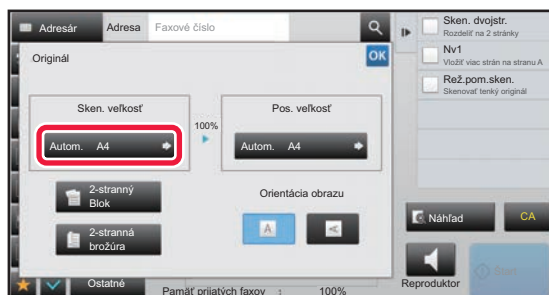 Adresár
Adresa
Faxové číslo
Originál
OK
Sken. veľkosť
Autom. A4
100%
Pos. veľkosť
Autom. A4
2-stranný
Blok
2-stranná
brožúra
Orientácia obrazu
A
A
Sken. dvojstr.
Rozdeliť na 2 stránky
Nv1
Vložiť viac strán na stranu A
Rež.pom.sken.
Skenovať tenký originál
Náhľad
CA
Reproduktor
Štart
Ostatné
Pamäť prijatých faxov : 100%